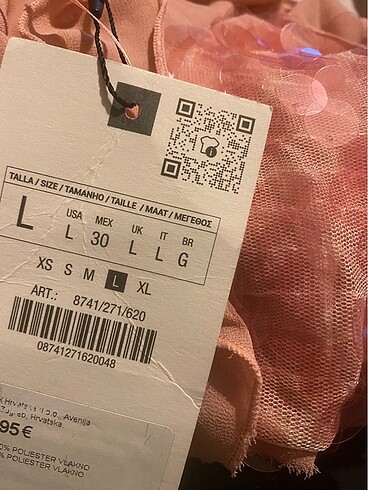 TALLA / SIZE / TAMANHO / TAILLE / MAAT / ΜΕΓΕΘΟΣ
L USA L MEX 30 UK L IT L BR G
XS S M L XL
ART.: 8741/271/620
08741271620048
Avenija
Hrvatska
95 €
0% POLIESTER VLAKNO
% POLIESTER VLAKNO